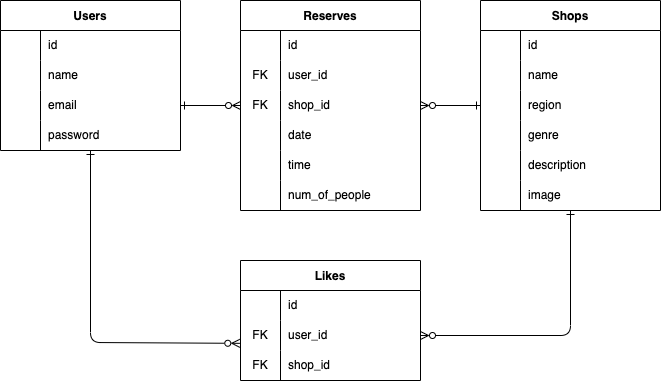 Users
id
name
email
password
Reserves
id
FK user_id
FK shop_id
date
time
num_of_people
Shops
id
name
region
genre
description
image
Likes
id
FK user_id
FK shop_id